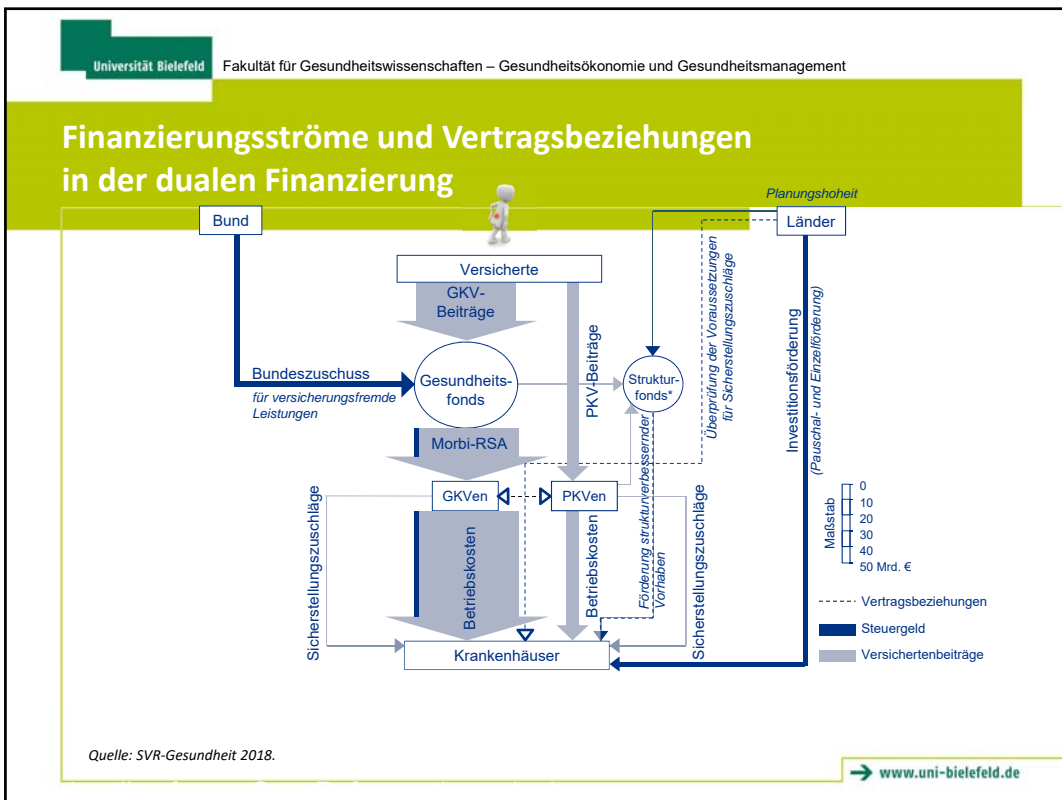 Universität Bielefeld
Fakultät für Gesundheitswissenschaften – Gesundheitsökonomie und Gesundheitsmanagement
Finanzierungsströme und Vertragsbeziehungen
in der dualen Finanzierung
Planungshoheit
Bund
Länder
Versicherte
GKV-
Beiträge
PKV-Beiträge
Überprüfung der Voraussetzungen
für Sicherstellungszuschläge
Investitionsförderung
(Pauschal- und Einzelförderung)
Bundeszuschuss
für versicherungsfremde
Leistungen
Gesundheits-
fonds
Struktur-
fonds*
Morbi-RSA
GKVen
PKVen
Sicherstellungszuschläge
Betriebskosten
Betriebskosten
Förderung strukturverbessernder
Vorhaben
Sicherstellungszuschläge
Krankenhäuser
Maßstab
0
10
20
30
40
50 Mrd. €
Vertragsbeziehungen
Steuergeld
Versichertenbeiträge
Quelle: SVR-Gesundheit 2018.
www.uni-bielefeld.de